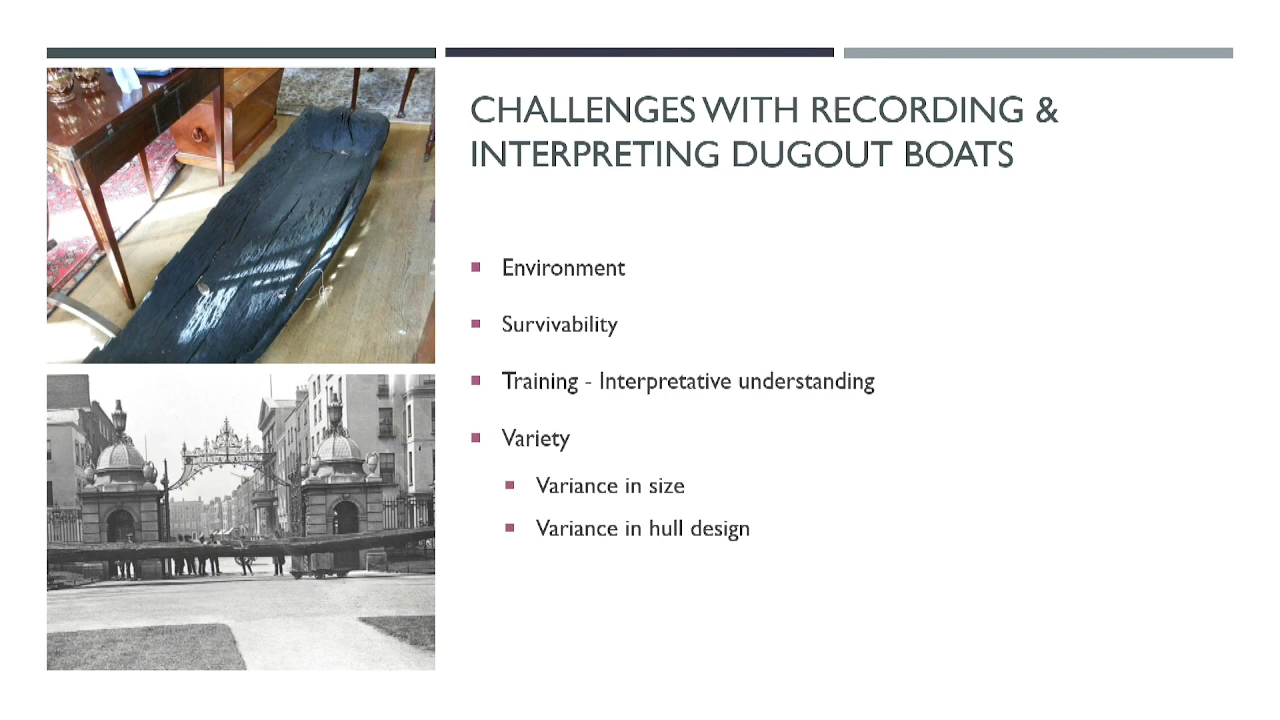 CHALLENGES WITH RECORDING &
INTERPRETING DUGOUT BOATS
Environment
Survivability
Training - Interpretative understanding
Variety
Variance in size
Variance in hull design